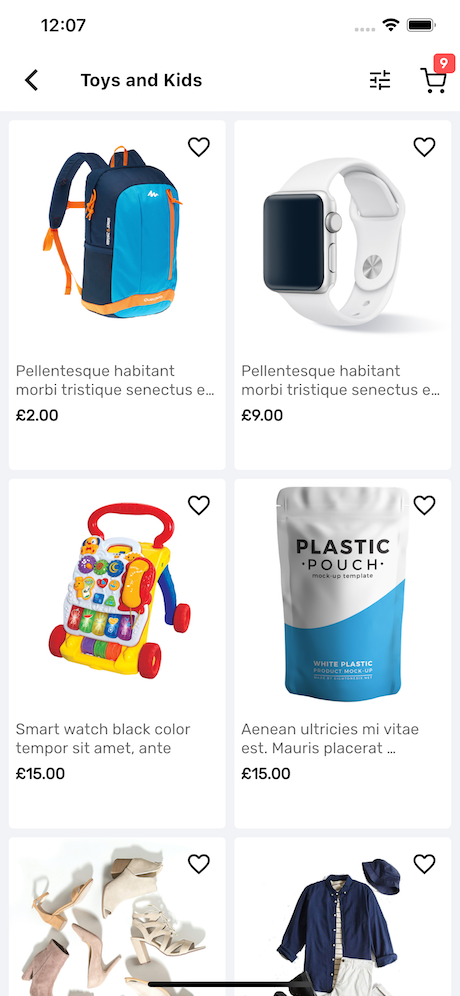 12:07
Toys and Kids
9
Pellentesque habitant
morbi tristique senectus e...
£2.00
Pellentesque habitant
morbi tristique senectus e...
£9.00
PLASTIC
•POUCH•
mock-up template
WHITE PLASTIC
PRODUCT MOCK-UP
Smart watch black color
tempor sit amet, ante
£15.00
Aenean ultricies mi vitae
est. Mauris placerat ...
£15.00